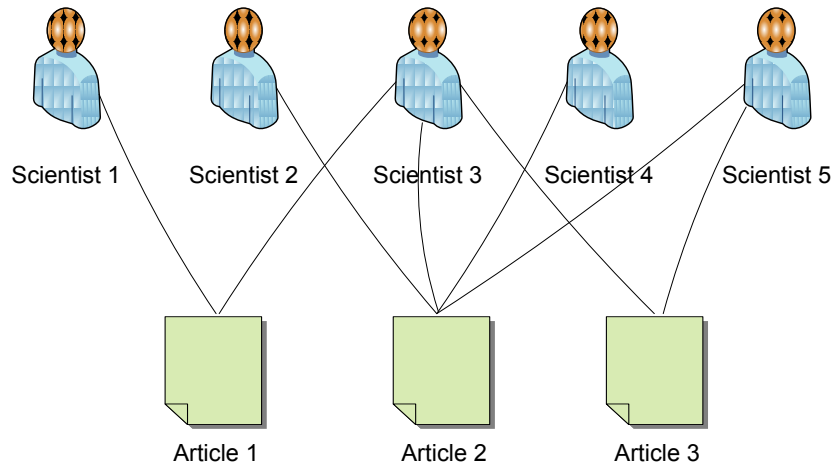 Scientist 1
Scientist 2
Scientist 3
Scientist 4
Scientist 5
Article 1
Article 2
Article 3